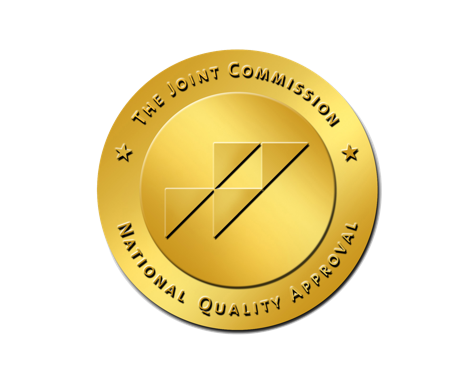 The Joint Commission
National Quality Approval